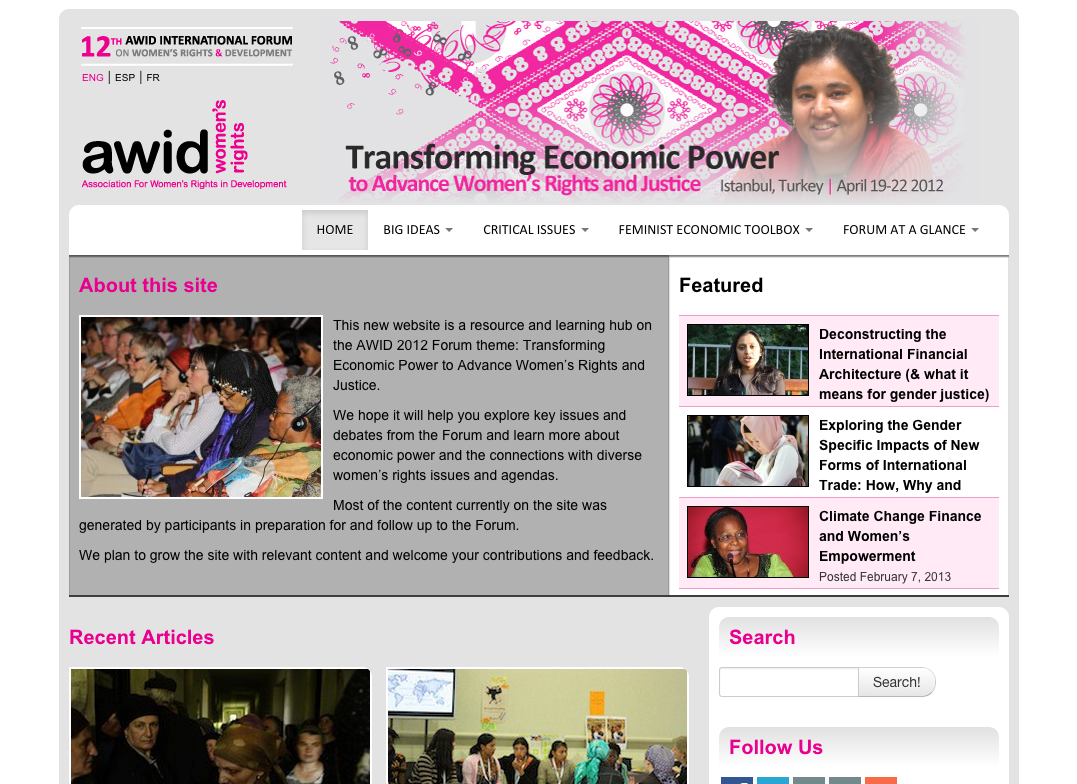 12TH AWID INTERNATIONAL FORUM
ON WOMEN'S RIGHTS & DEVELOPMENT
ENG | ESP | FR
awid women's rights
Association For Women's Rights in Development
Transforming Economic Power
to Advance Women's Rights and Justice
Istanbul, Turkey | April 19-22 2012
HOME
BIG IDEAS
CRITICAL ISSUES
FEMINIST ECONOMIC TOOLBOX
FORUM AT A GLANCE
About this site
This new website is a resource and learning hub on
the AWID 2012 Forum theme: Transforming
Economic Power to Advance Women's Rights and
Justice.
We hope it will help you explore key issues and
debates from the Forum and learn more about
economic power and the connections with diverse
women's rights issues and agendas.
Most of the content currently on the site was
generated by participants in preparation for and follow up to the Forum.
We plan to grow the site with relevant content and welcome your contributions and feedback.
Featured
Deconstructing the
International Financial
Architecture (& what it
means for gender justice)
Exploring the Gender
Specific Impacts of New
Forms of International
Trade: How, Why and
Climate Change Finance
and Women's
Empowerment
Posted February 7, 2013
Recent Articles
Search
Search!
Follow Us